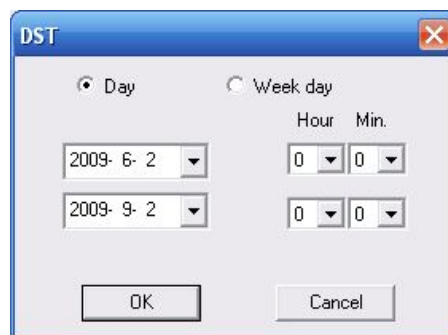 DST
Day Week day
Hour Min.
2009- 6- 2 0 0
2009- 9- 2 0 0
OK Cancel